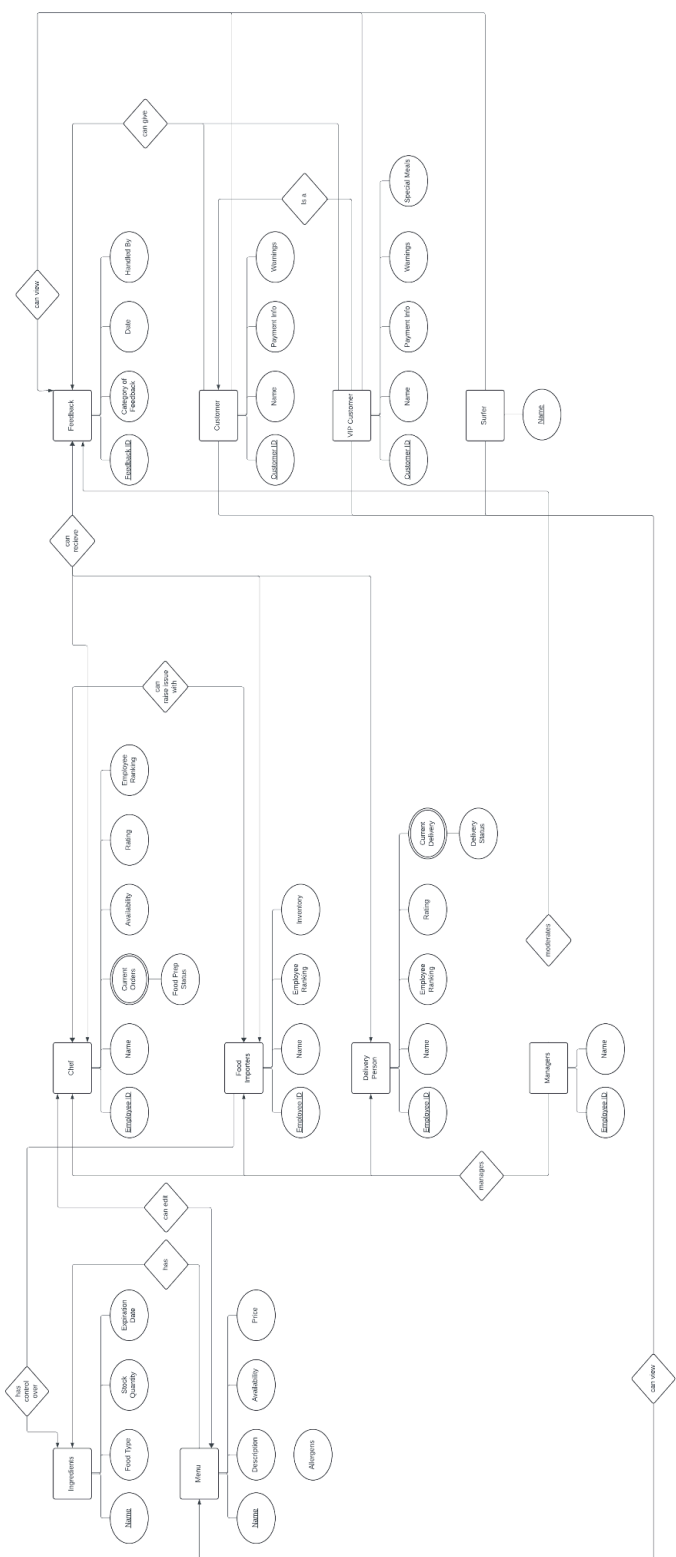 has
control
over
can view
Ingredients
Chef
can
recieve
Feedback
Name
Food Type
Stock
Quantity
Expiration
Date
Employee ID
Name
Current
Orders
Availability
Rating
Employee
Ranking
Feedback ID
Category of
Feedback
Date
Handled By
has
can edit
can
raise issue
with
can give
Food Prep
Status
Menu
Food
Importers
Customer
Name
Description
Availability
Price
Employee ID
Name
Employee
Ranking
Inventory
Customer ID
Name
Payment Info
Warnings
Is a
Allergens
Delivery
Person
VIP Customer
Employee ID
Name
Employee
Ranking
Rating
Current
Delivery
Customer ID
Name
Payment Info
Warnings
Special Meals
manages
Delivery
Status
Surfer
Managers
moderates
Name
Employee ID
Name
can view